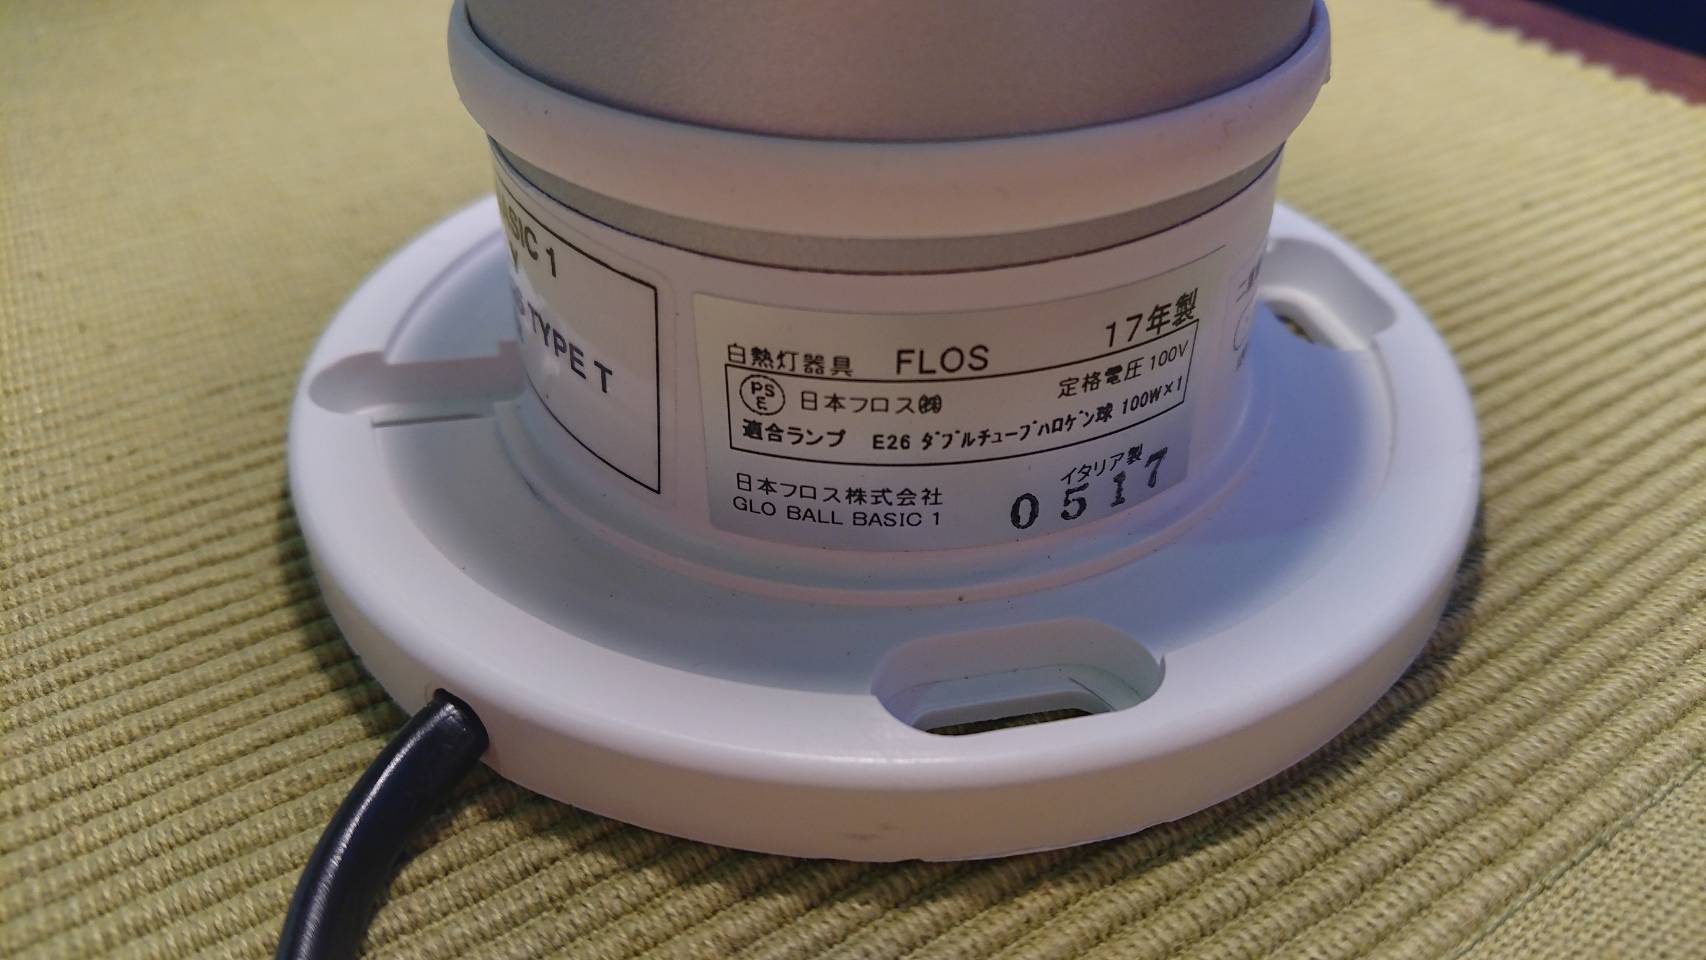 BASIC 1
TYPE T
白熱灯器具 FLOS 17年製
PSE 日本フロス㈱ 定格電圧 100V
適合ランプ E26 ダブルチューブハロゲン球 100W×1
日本フロス株式会社 イタリア製
GLO BALL BASIC 1 0517